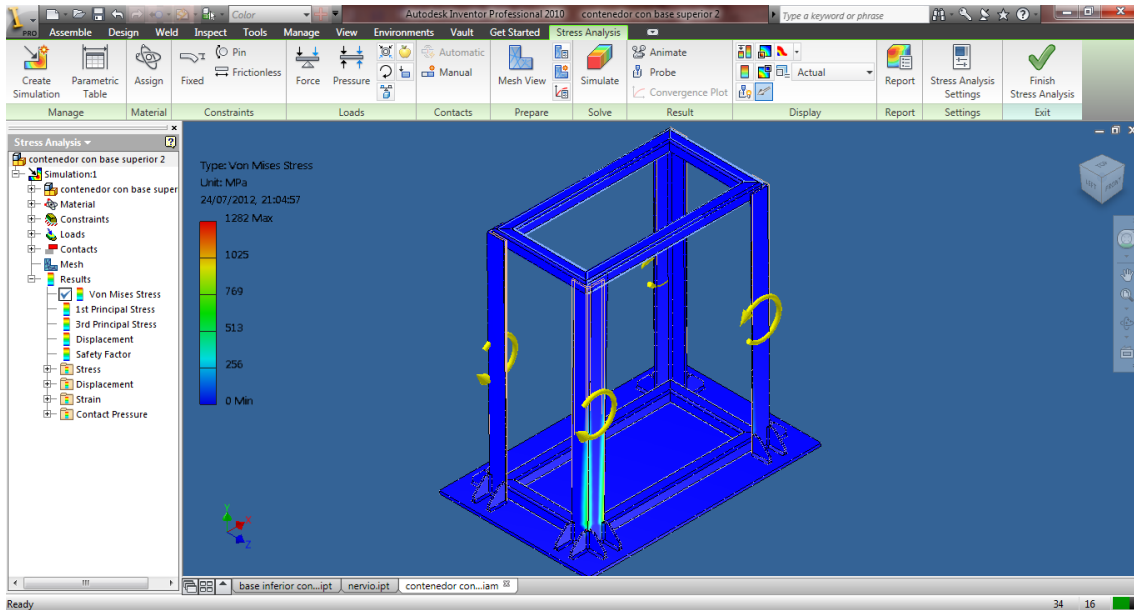 Color
Autodesk Inventor Professional 2010 contenedor con base superior 2
Type a keyword or phrase
PRO
Assemble Design Weld Inspect Tools Manage View Environments Vault Get Started Stress Analysis
Create Simulation
Parametric Table
Assign
Fixed
Pin
Frictionless
Force
Pressure
Automatic
Manual
Mesh View
Simulate
Animate
Probe
Convergence Plot
Actual
Report
Stress Analysis Settings
Finish Stress Analysis
Manage Material Constraints Loads Contacts Prepare Solve Result Display Report Settings Exit
Stress Analysis
contenedor con base superior 2
Simulation:1
contenedor con base super
Material
Constraints
Loads
Contacts
Mesh
Results
Von Mises Stress
1st Principal Stress
3rd Principal Stress
Displacement
Safety Factor
Stress
Displacement
Strain
Contact Pressure
Type: Von Mises Stress
Unit: MPa
24/07/2012, 21:04:57
1282 Max
1025
769
513
256
0 Min
Y
X
Z
TOP
LEFT
FRONT
base inferior con...ipt nervio.ipt contenedor con...iam
Ready
34 16